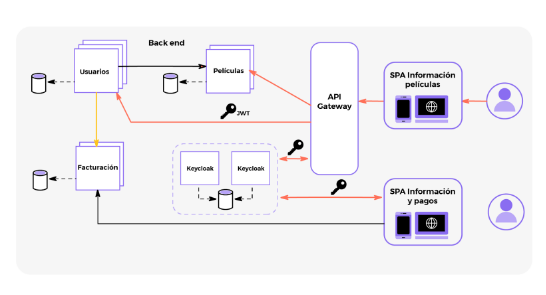 Back end
Usuarios
Películas
API
Gateway
SPA Información
películas
JWT
Facturación
Keycloak
Keycloak
SPA Información
y pagos